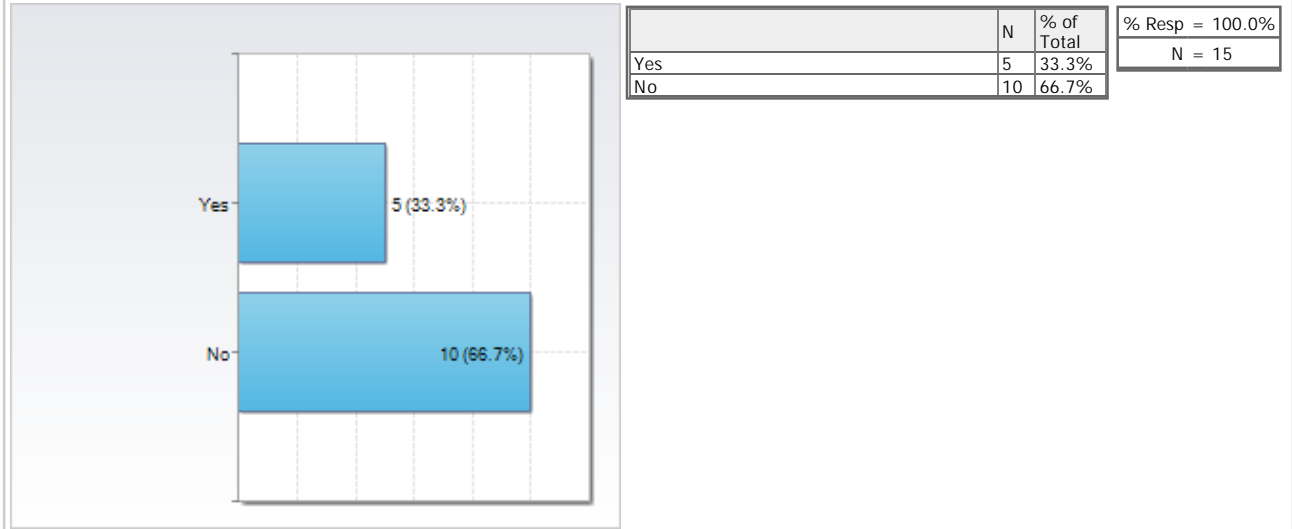 Yes
5 (33.3%)
No
10 (66.7%)
N
% of
Total
Yes 5 33.3%
No 10 66.7%
% Resp = 100.0%
N = 15